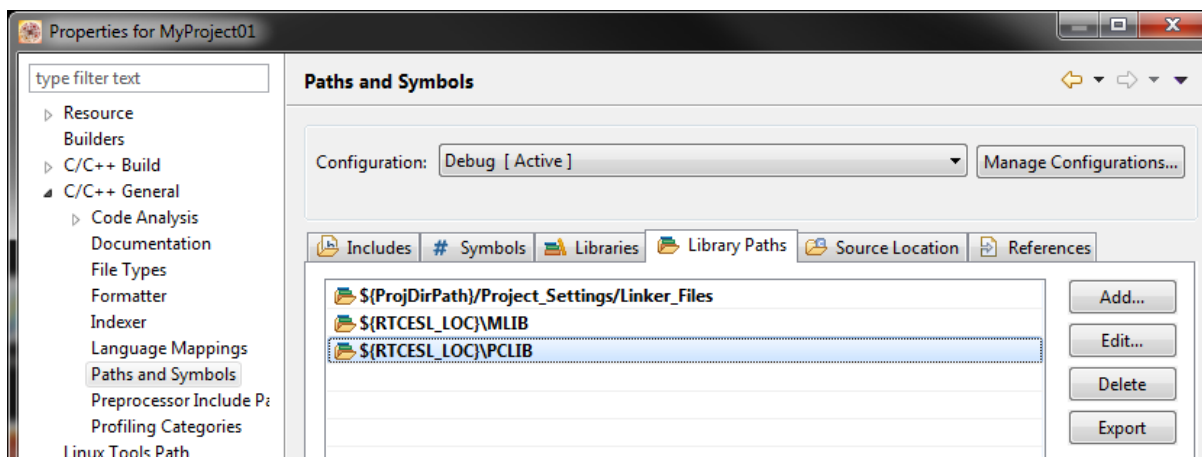 Properties for MyProject01
type filter text
Resource
Builders
C/C++ Build
C/C++ General
Code Analysis
Documentation
File Types
Formatter
Indexer
Language Mappings
Paths and Symbols
Preprocessor Include Pa
Profiling Categories
Linux Tools Path
Paths and Symbols
Configuration: Debug [ Active ] Manage Configurations...
Includes # Symbols Libraries Library Paths Source Location References
${ProjDirPath}/Project_Settings/Linker_Files
${RTCESL_LOC}\MLIB
${RTCESL_LOC}\PCLIB
Add...
Edit...
Delete
Export